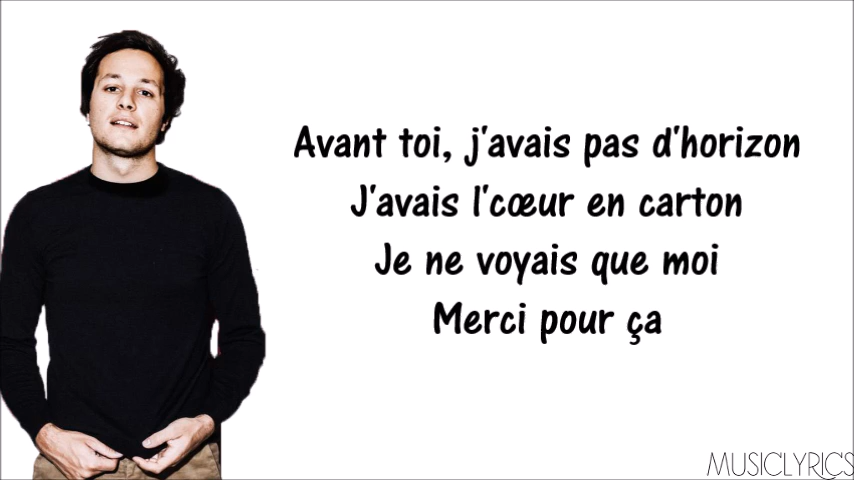 Avant toi, j'avais pas d'horizon
J'avais l'cœur en carton
Je ne voyais que moi
Merci pour ça
MUSICLYRICS